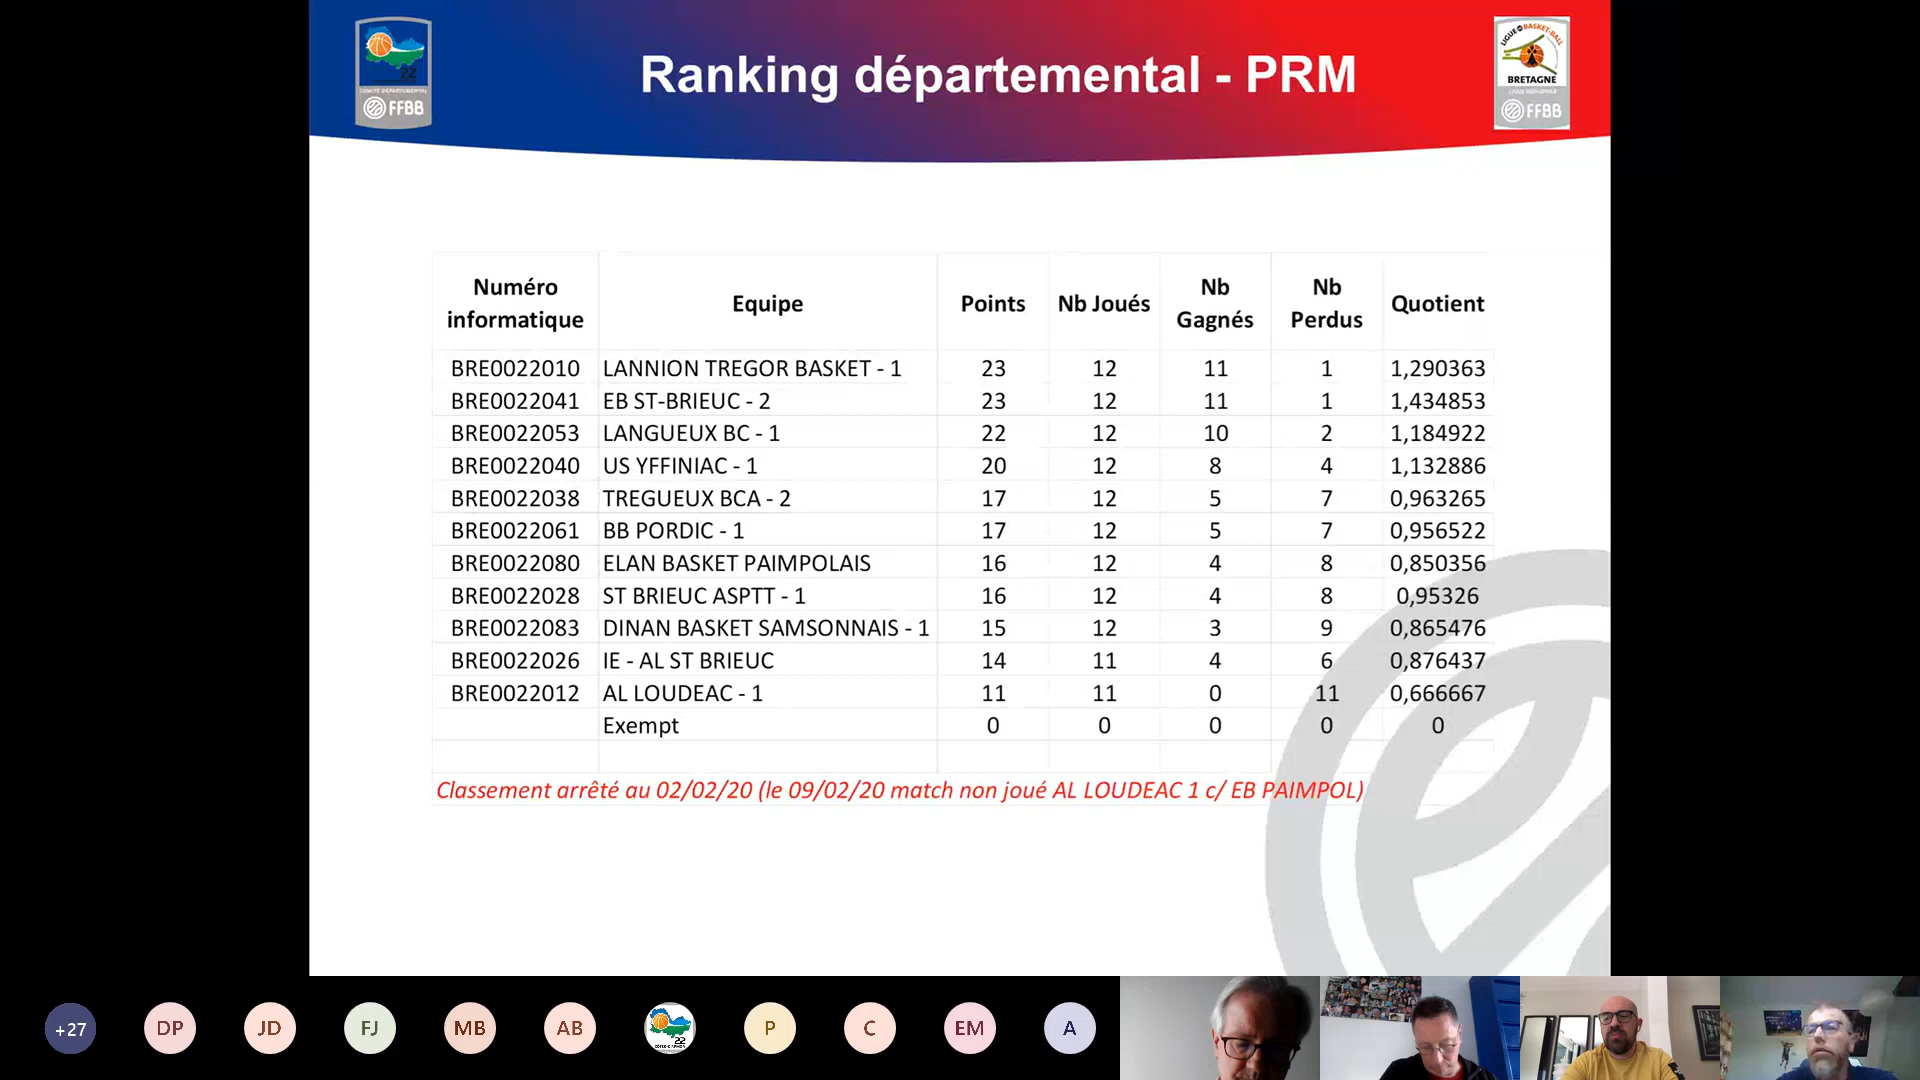 22
COMITÉ DÉPARTEMENTAL
FFBB
Ranking départemental - PRM
LIGUE DE BASKET-BALL
BRETAGNE
FFBB
Numéro informatique Equipe Points Nb Joués Nb Gagnés Nb Perdus Quotient
BRE0022010 LANNION TREGOR BASKET - 1 23 12 11 1 1,290363
BRE0022041 EB ST-BRIEUC - 2 23 12 11 1 1,434853
BRE0022053 LANGUEUX BC - 1 22 12 10 2 1,184922
BRE0022040 US YFFINIAC - 1 20 12 8 4 1,132886
BRE0022038 TREGUEUX BCA - 2 17 12 5 7 0,963265
BRE0022061 BB PORDIC - 1 17 12 5 7 0,956522
BRE0022080 ELAN BASKET PAIMPOLAIS 16 12 4 8 0,850356
BRE0022028 ST BRIEUC ASPTT - 1 16 12 4 8 0,95326
BRE0022083 DINAN BASKET SAMSONNAIS - 1 15 12 3 9 0,865476
BRE0022026 IE - AL ST BRIEUC 14 11 4 6 0,876437
BRE0022012 AL LOUDEAC - 1 11 11 0 11 0,666667
Exempt 0 0 0 0 0
Classement arrêté au 02/02/20 (le 09/02/20 match non joué AL LOUDEAC 1 c/ EB PAIMPOL)
+27 DP JD FJ MB AB 22 P C EM A